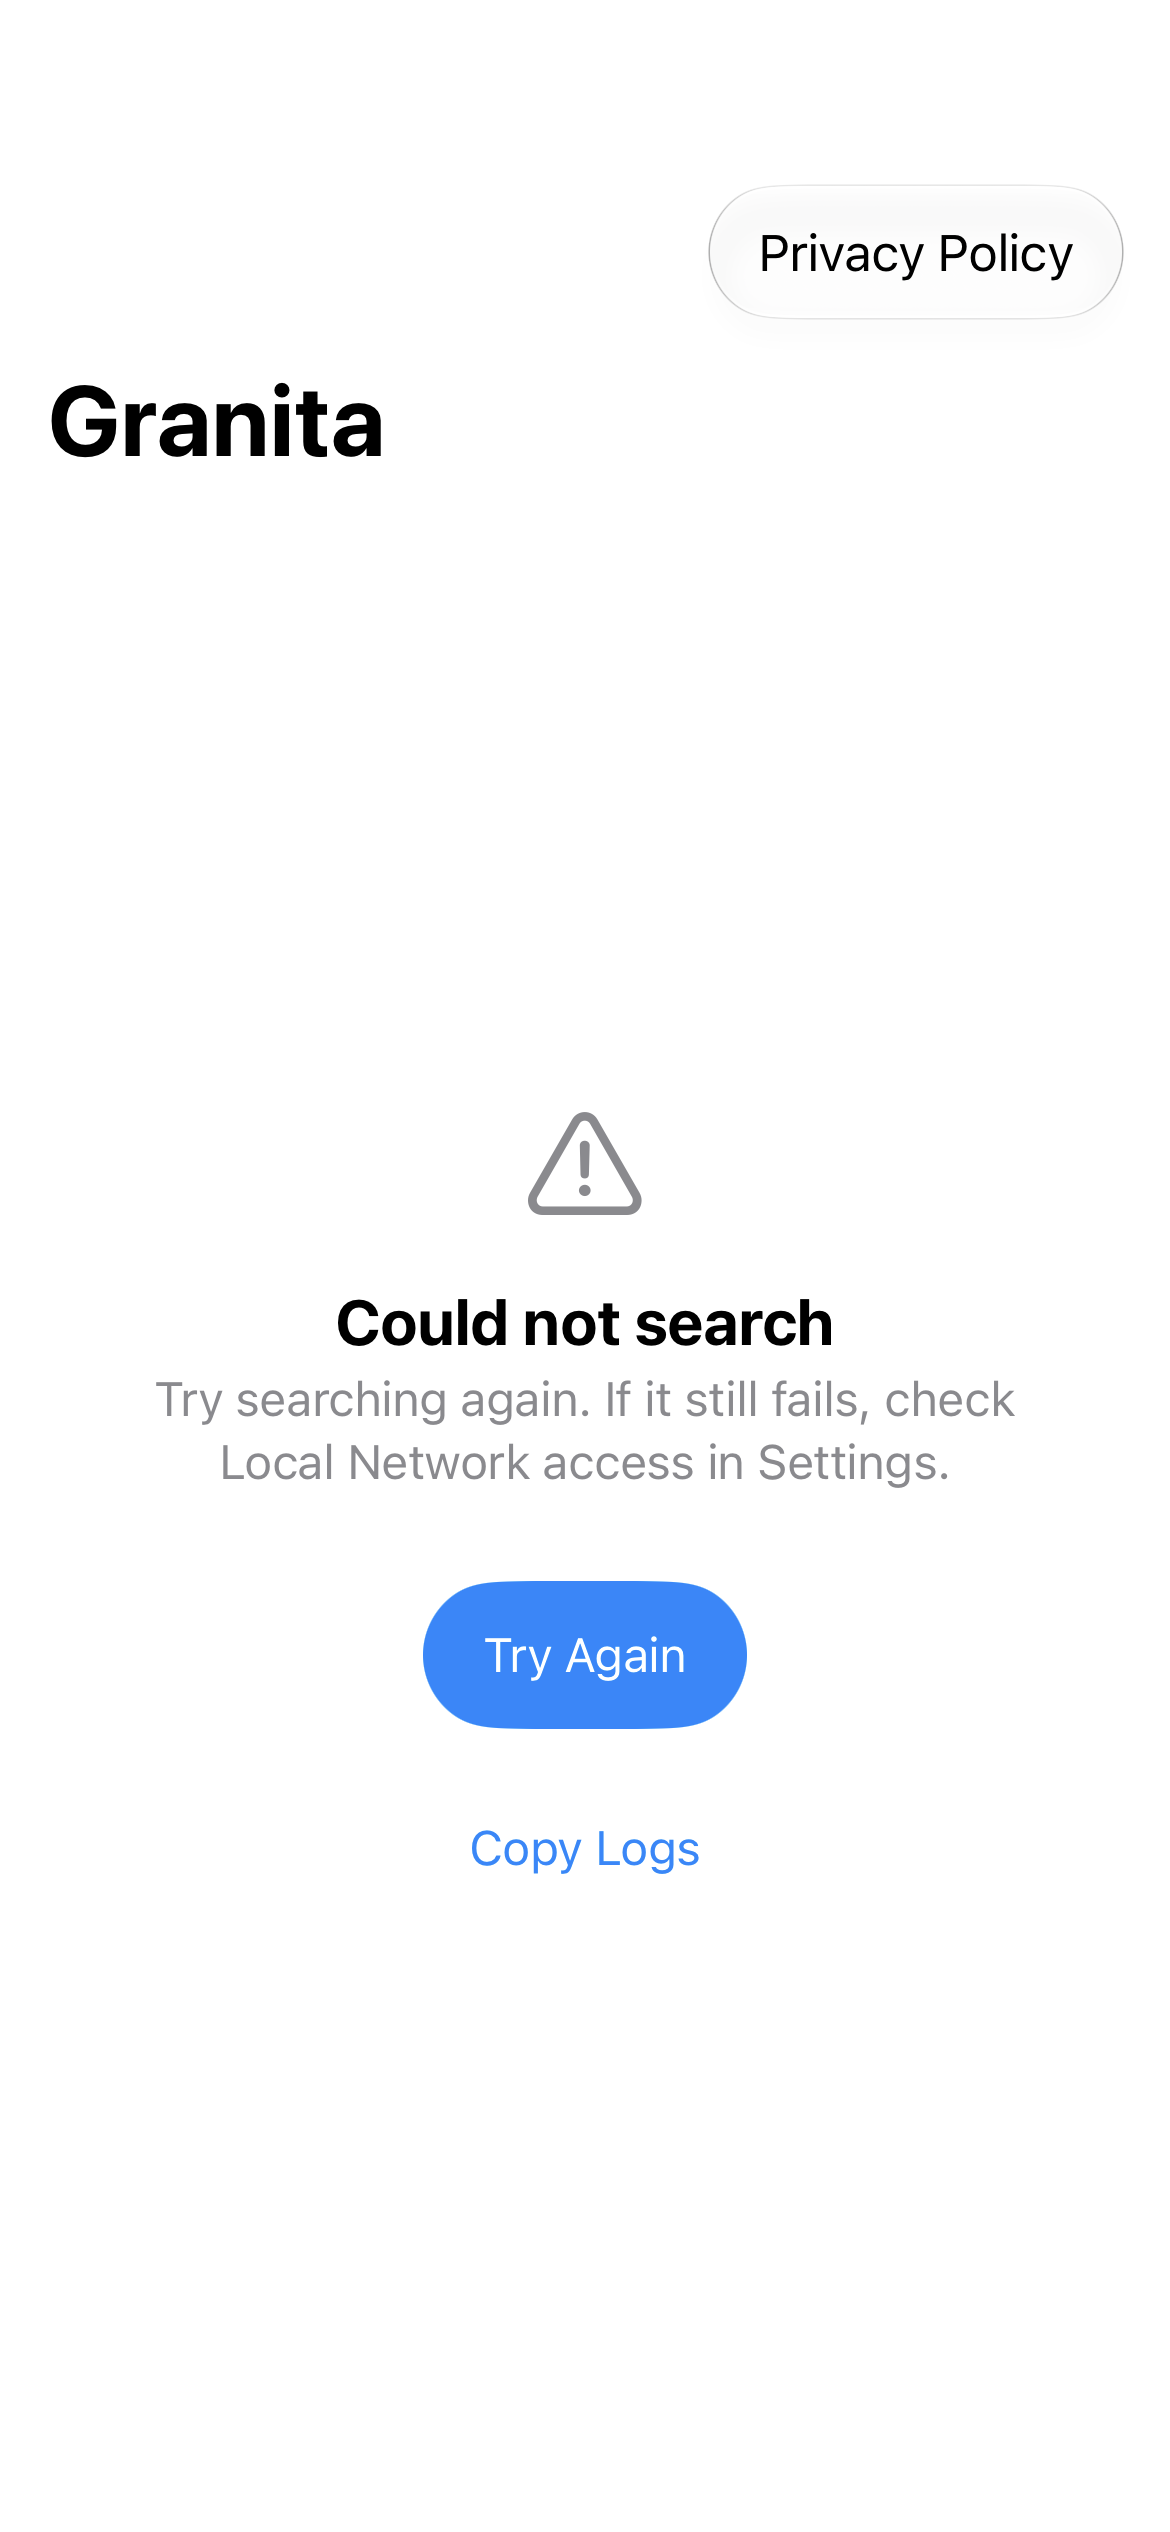 Privacy Policy
Granita
Could not search
Try searching again. If it still fails, check
Local Network access in Settings.
Try Again
Copy Logs